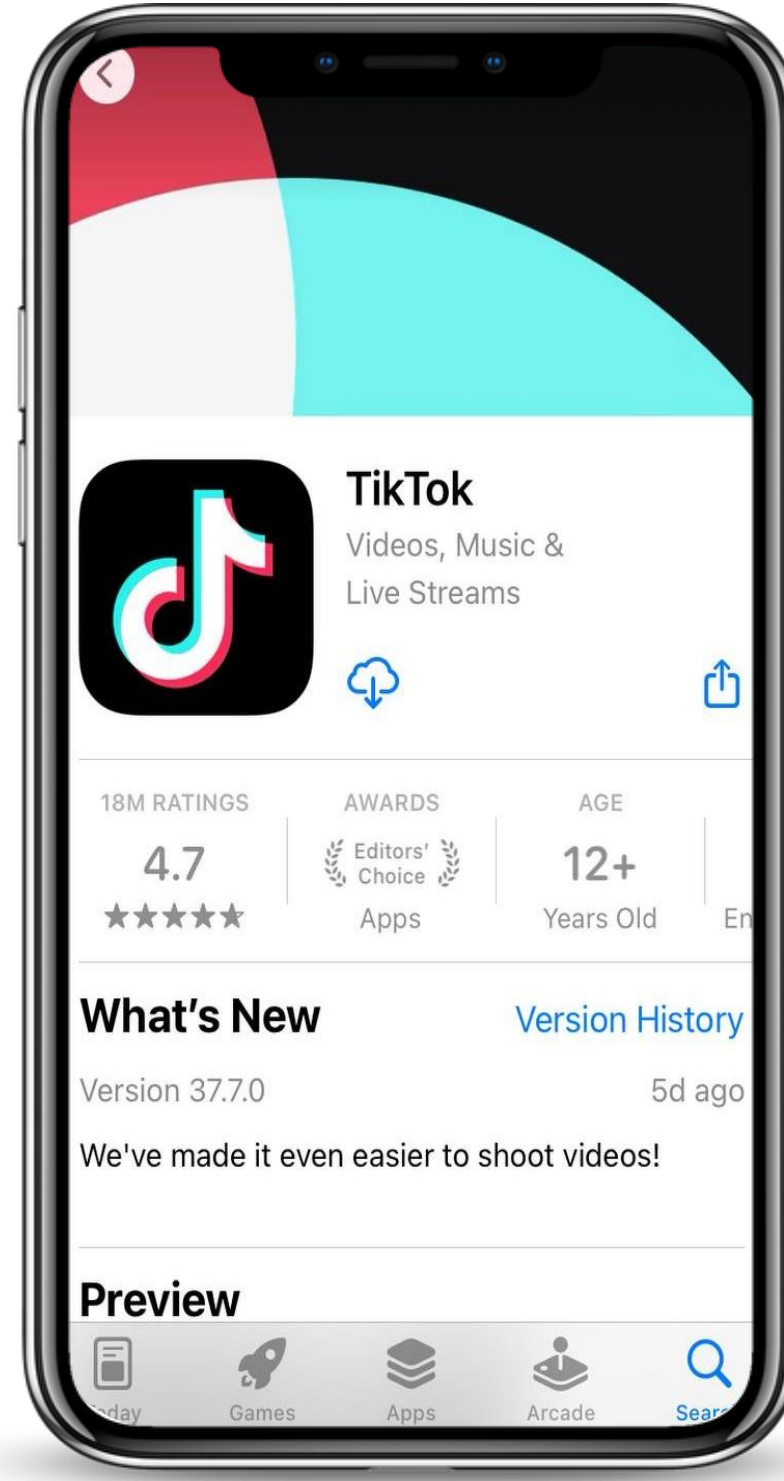 TikTok
Videos, Music &
Live Streams
18M RATINGS
AWARDS
AGE
4.7
Editors'
Choice
12+
Apps
Years Old
En
What's New
Version History
Version 37.7.0
5d ago
We've made it even easier to shoot videos!
Preview
Games
Apps
Arcade